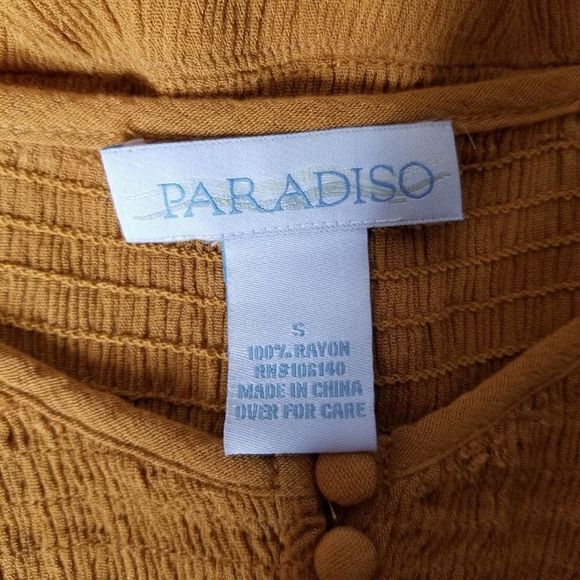 PARADISO
S
100% RAYON
RN#106140
MADE IN CHINA
OVER FOR CARE